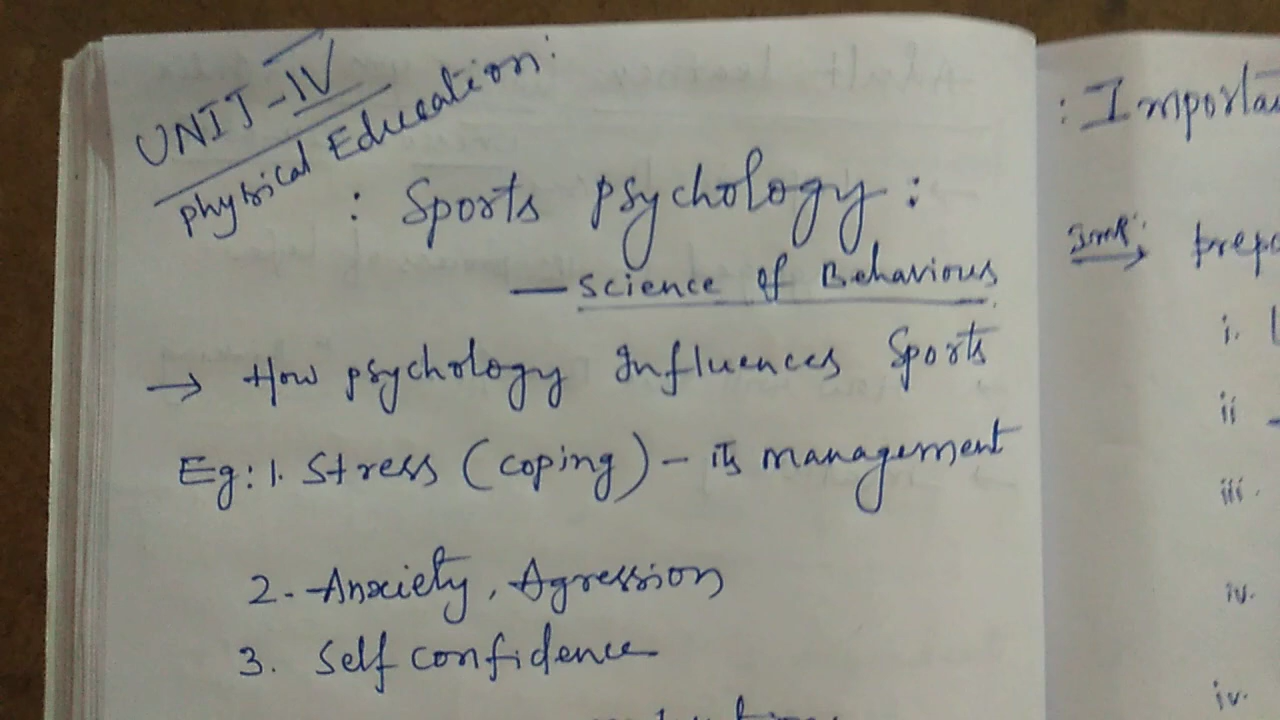 UNIT-IV
Physical Education:
: Sports Psychology :
— Science of Behavious
→ How psychology Influences Sports
Eg: 1. Stress (coping) - its management
2. Anxiety, Agression
3. Self confidence
: Importa
→ prepa
i.
ii
iii.
iv.
iv.